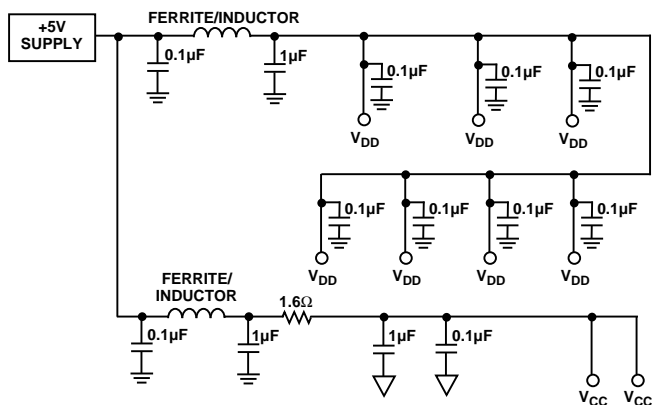 +5V
SUPPLY
FERRITE/INDUCTOR
0.1µF
1µF
0.1µF
0.1µF
0.1µF
VDD
VDD
VDD
0.1µF
0.1µF
0.1µF
0.1µF
VDD
VDD
VDD
VDD
FERRITE/
INDUCTOR
1.6Ω
0.1µF
1µF
1µF
0.1µF
VCC
VCC